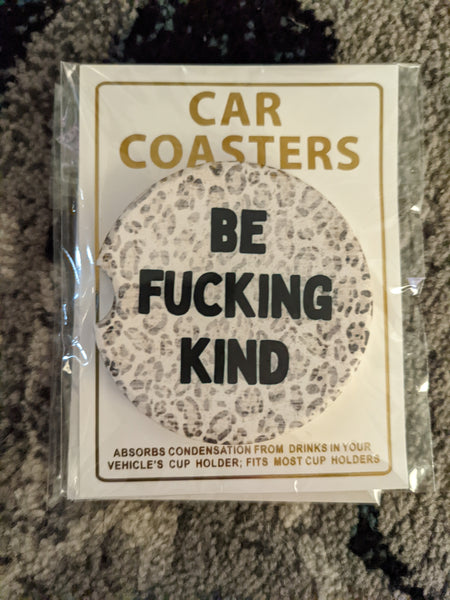 CAR
COASTERS
BE
FUCKING
KIND
ABSORBS CONDENSATION FROM DRINKS IN YOUR
VEHICLE'S CUP HOLDER; FITS MOST CUP HOLDERS